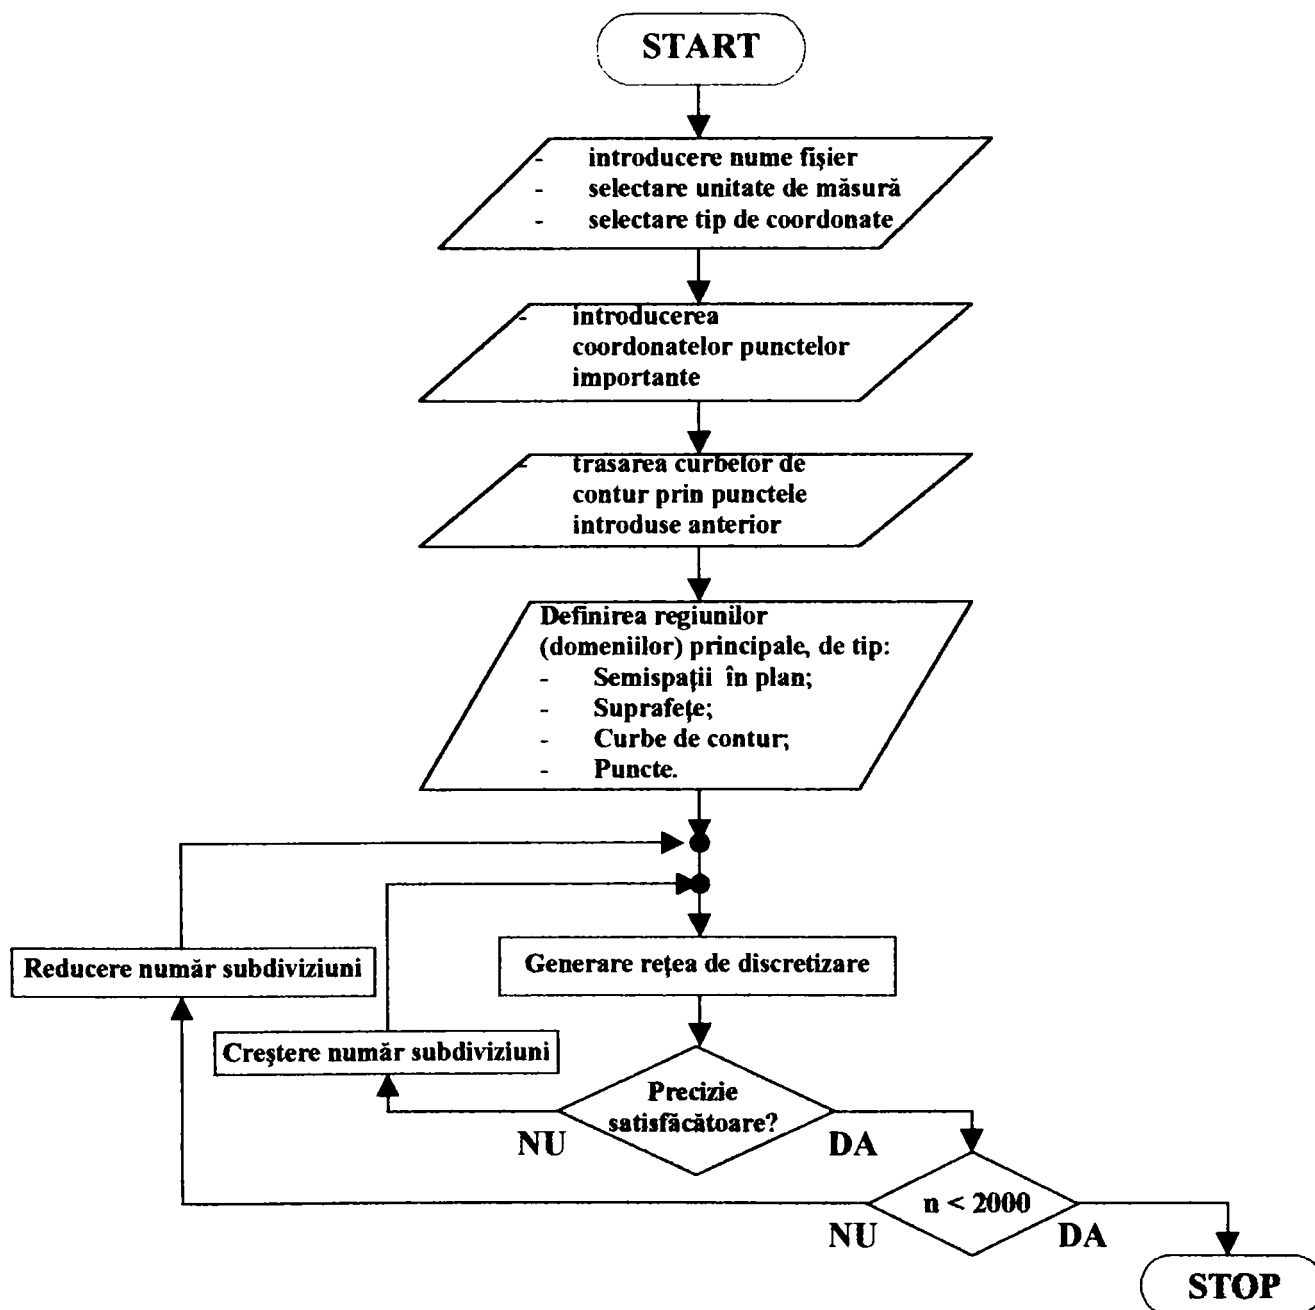 START
- introducere nume fişier
- selectare unitate de măsură
- selectare tip de coordonate
- introducerea
coordonatelor punctelor
importante
- trasarea curbelor de
contur prin punctele
introduse anterior
Definirea regiunilor
(domeniilor) principale, de tip:
- Semispaţii în plan;
- Suprafeţe;
- Curbe de contur;
- Puncte.
Reducere număr subdiviziuni
Generare reţea de discretizare
Creştere număr subdiviziuni
Precizie
satisfăcătoare?
NU
DA
n < 2000
NU
DA
STOP